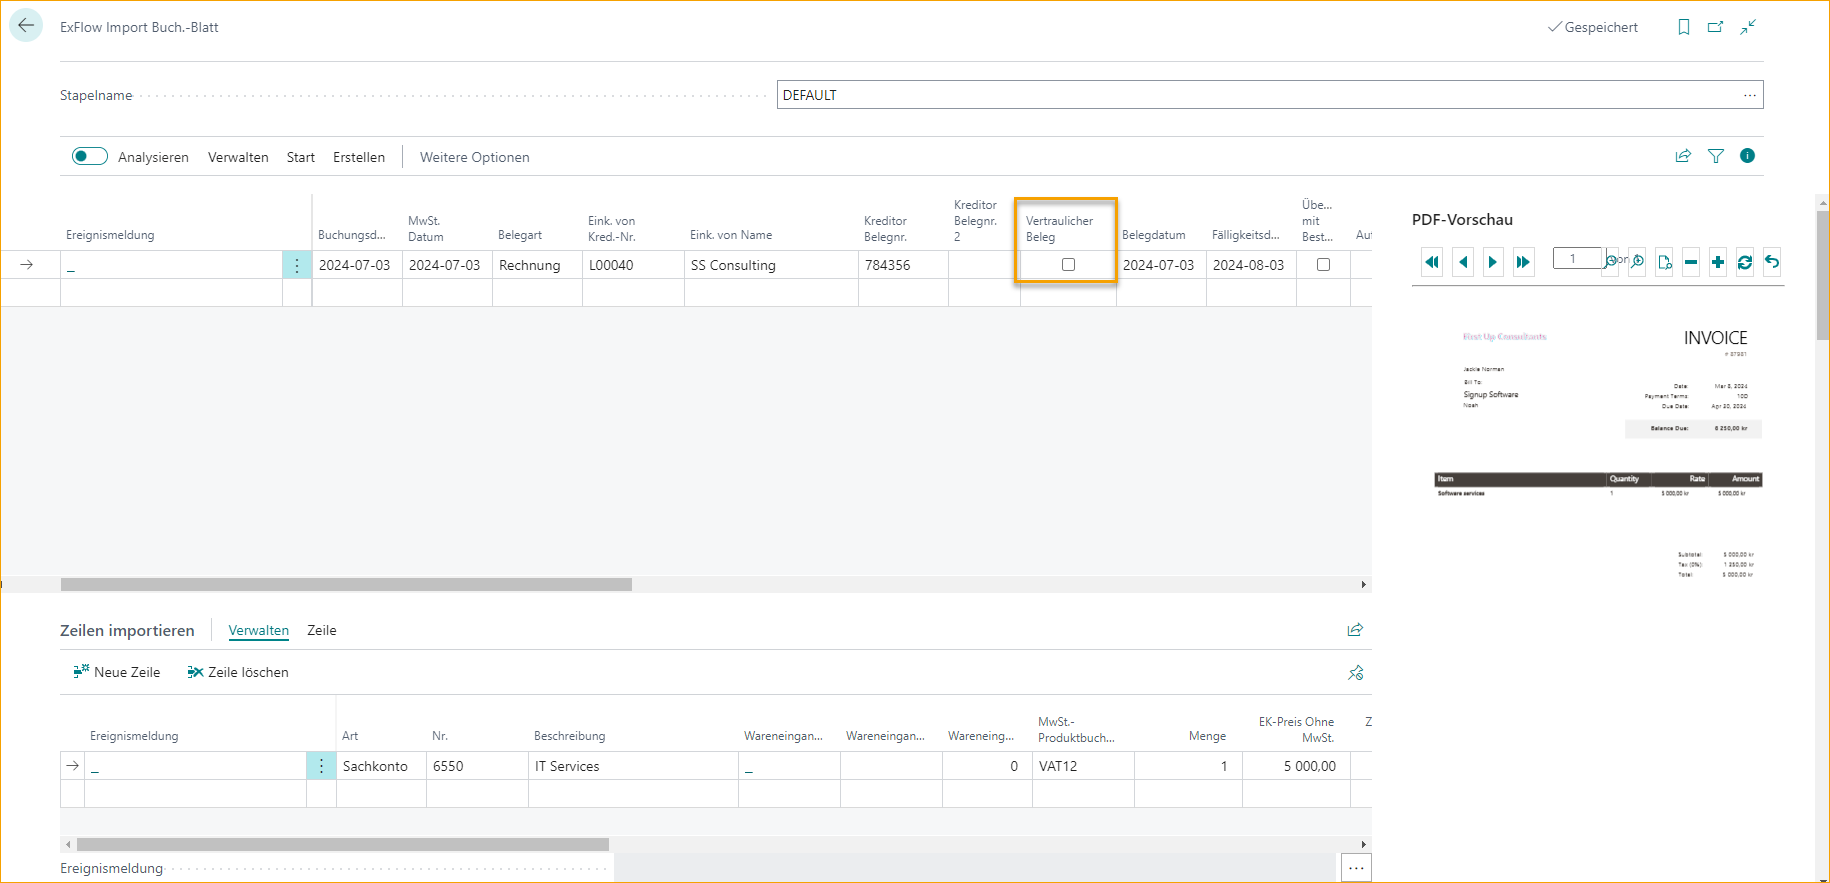 ExFlow Import Buch.-Blatt
Gespeichert
Stapelname
DEFAULT
Analysieren Verwalten Start Erstellen Weitere Optionen
Ereignismeldung
Buchungsd...
MwSt.
Datum
Belegart
Eink. von
Kred.-Nr.
Eink. von Name
Kreditor
Belegnr.
Kreditor
Belegnr.
2
Vertraulicher
Beleg
Belegdatum
Fälligkeitsd...
Übe...
mit
Best...
Au
_ 2024-07-03 2024-07-03 Rechnung L00040 SS Consulting 784356 2024-07-03 2024-08-03
PDF-Vorschau
1
First Up Consultants
INVOICE
# 87361
Jackie Norman
Bill To:
Signup Software
Noah
Date: Mar 8, 2024
Payment Terms: 10D
Due Date: Apr 20, 2024
Balance Due: 6 250,00 kr
Item Quantity Rate Amount
Software services 1 5 000,00 kr 5 000,00 kr
Subtotal: 5 000,00 kr
Tax (0%): 1 250,00 kr
Total: 5 000,00 kr
Zeilen importieren Verwalten Zeile
Neue Zeile Zeile löschen
Ereignismeldung
Art
Nr.
Beschreibung
Wareneingan...
Wareneingan...
Wareneing...
MwSt.-
Produktbuch...
Menge
EK-Preis Ohne
MwSt.
Z
_ Sachkonto 6550 IT Services _ 0 VAT12 1 5 000,00
Ereignismeldung